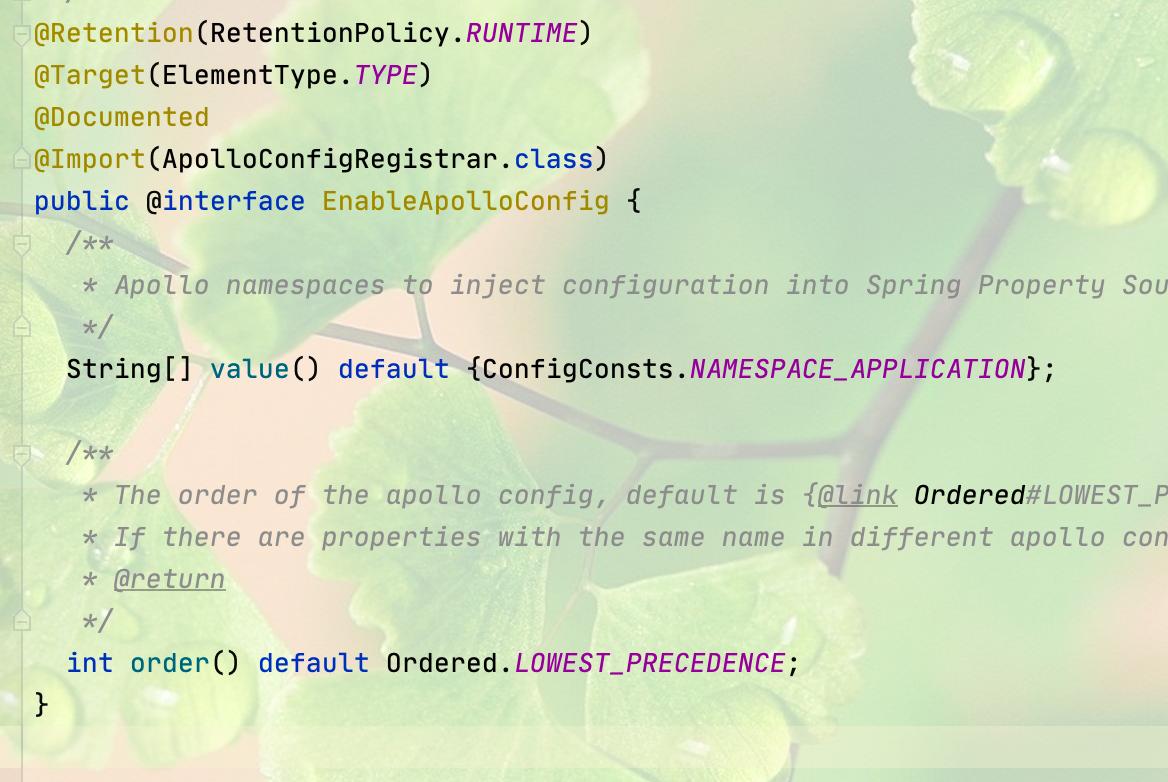 @Retention(RetentionPolicy.RUNTIME)
@Target(ElementType.TYPE)
@Documented
@Import(ApolloConfigRegistrar.class)
public @interface EnableApolloConfig {
  /**
   * Apollo namespaces to inject configuration into Spring Property Sou
   */
  String[] value() default {ConfigConsts.NAMESPACE_APPLICATION};

  /**
   * The order of the apollo config, default is {@link Ordered#LOWEST_P
   * If there are properties with the same name in different apollo con
   * @return
   */
  int order() default Ordered.LOWEST_PRECEDENCE;
}